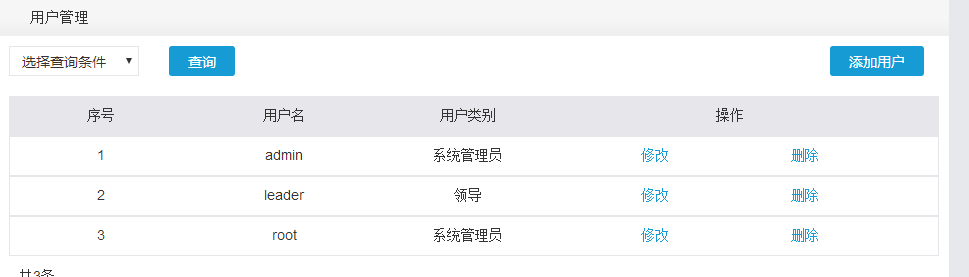 用户管理
选择查询条件 查询 添加用户
序号 用户名 用户类别 操作
1 admin 系统管理员 修改 删除
2 leader 领导 修改 删除
3 root 系统管理员 修改 删除
共3条